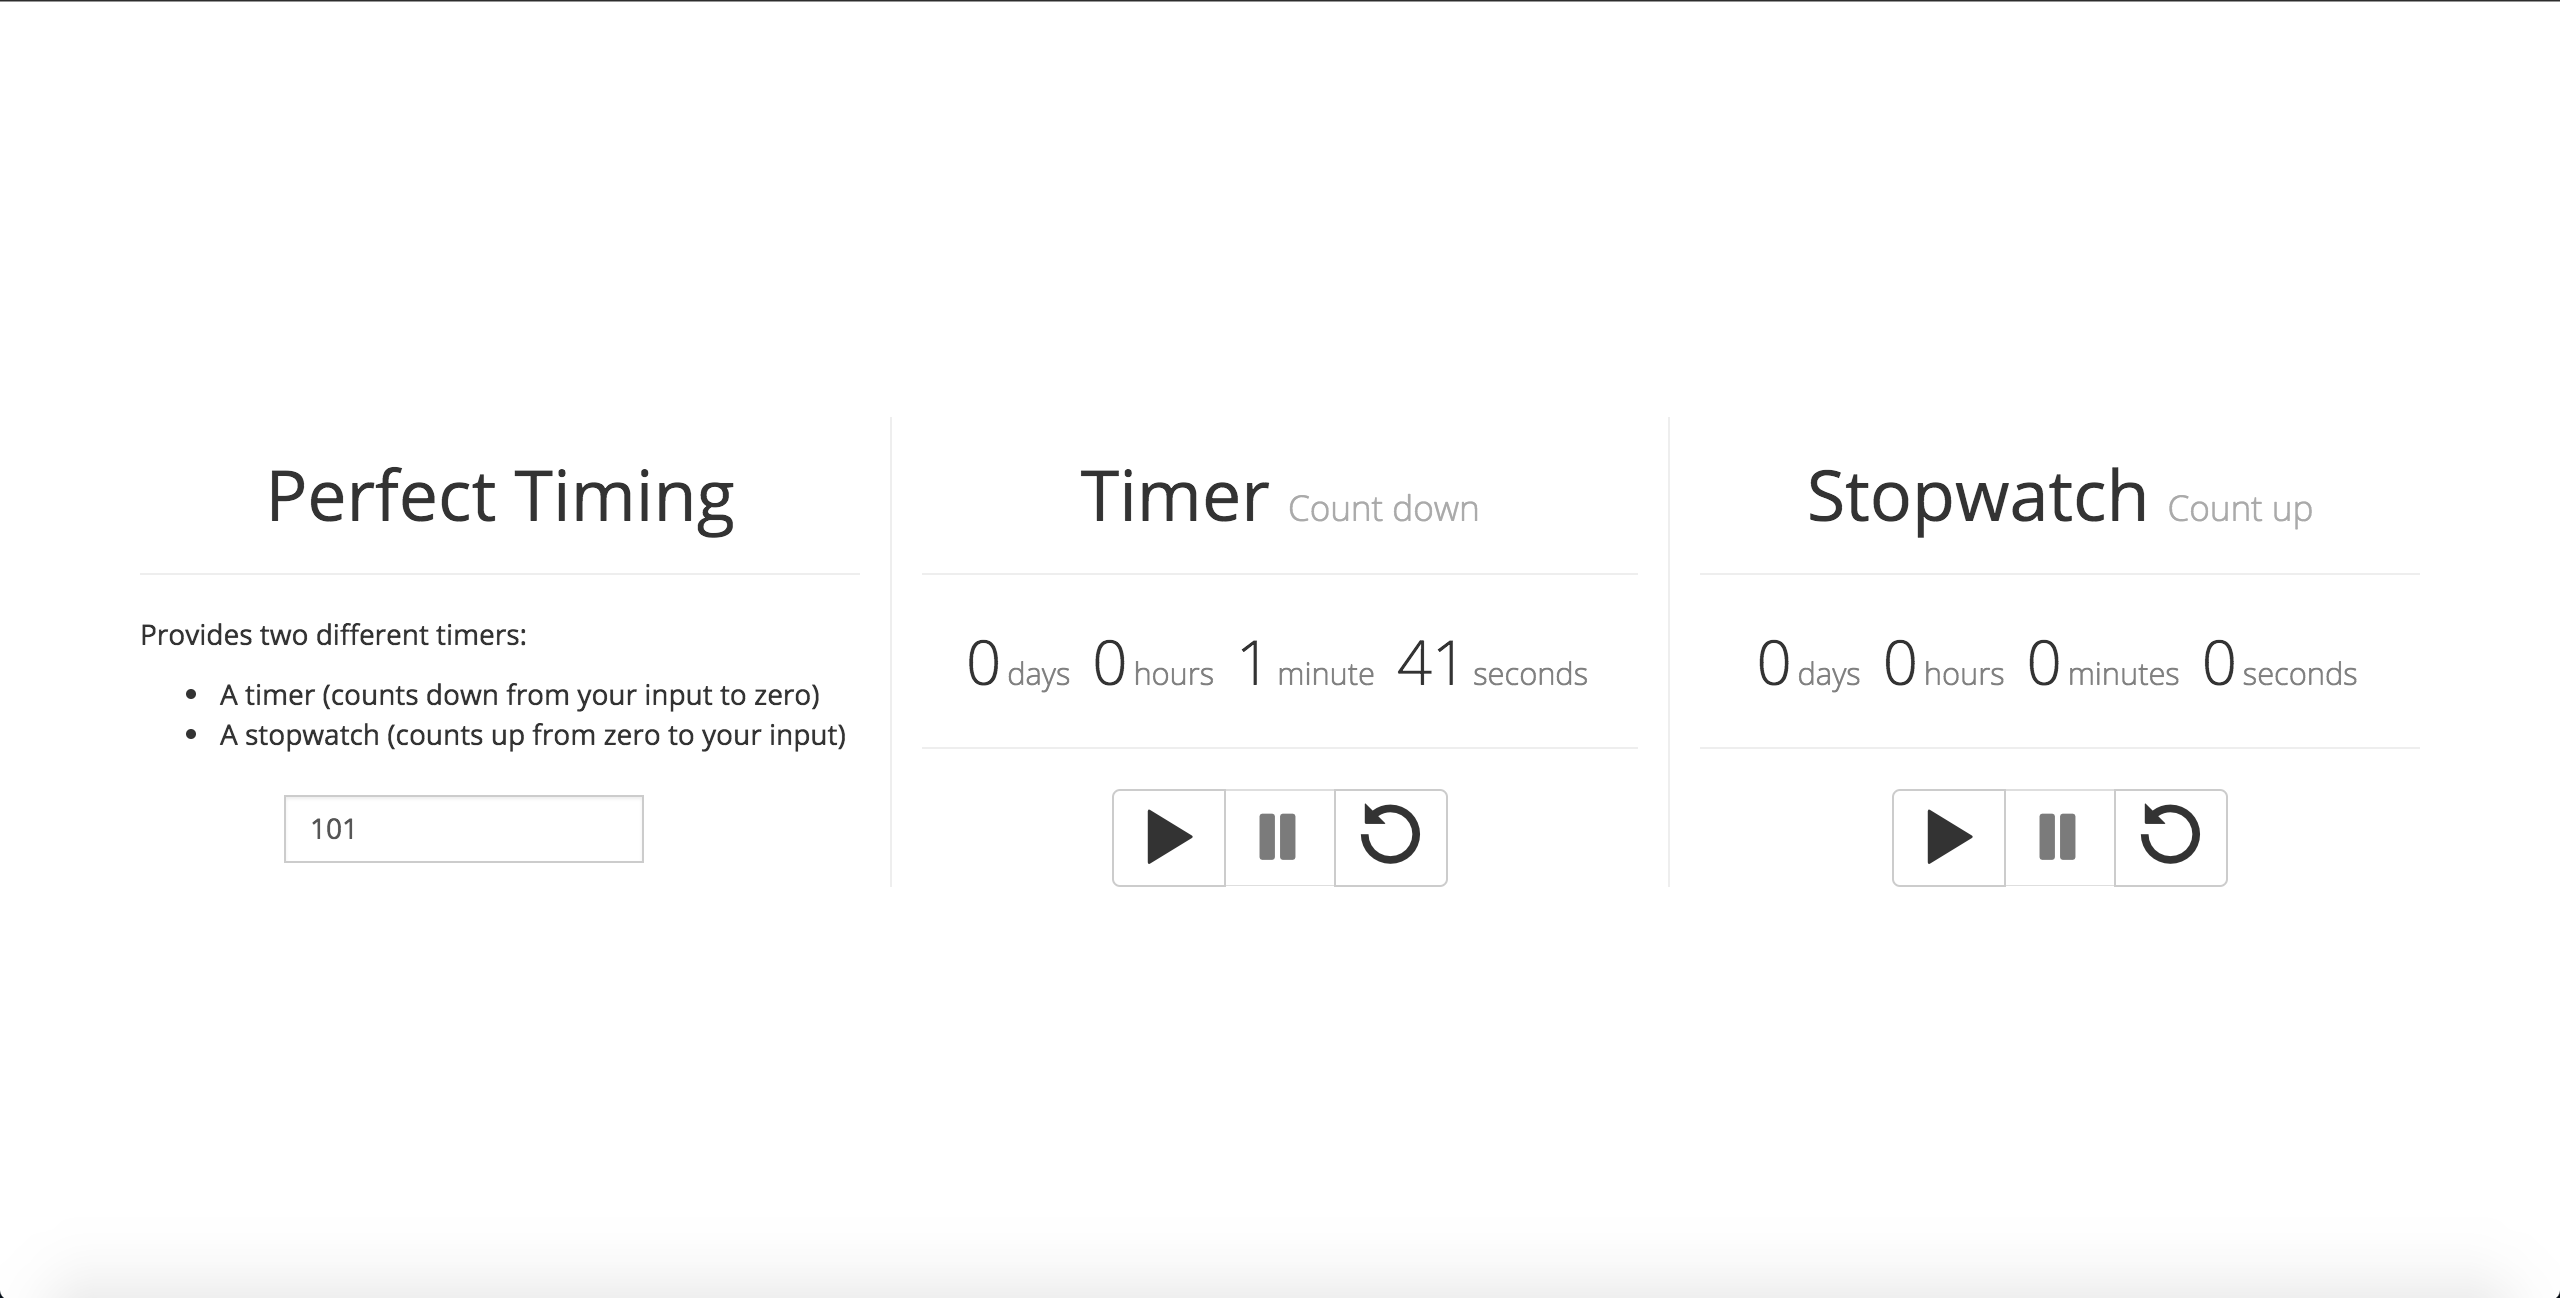 Perfect Timing
Provides two different timers:
• A timer (counts down from your input to zero)
• A stopwatch (counts up from zero to your input)
101
Timer Count down
0 days 0 hours 1 minute 41 seconds
Stopwatch Count up
0 days 0 hours 0 minutes 0 seconds